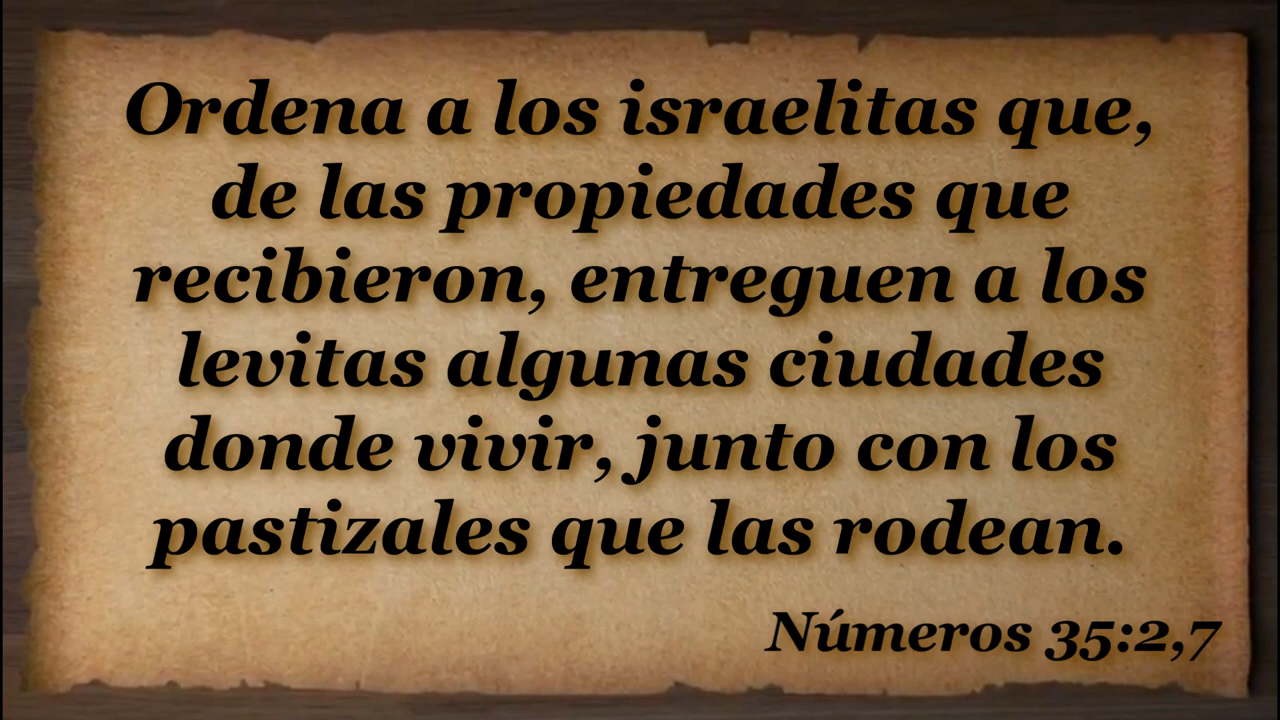 Ordena a los israelitas que,
de las propiedades que
recibieron, entreguen a los
levitas algunas ciudades
donde vivir, junto con los
pastizales que las rodean.
Números 35:2,7